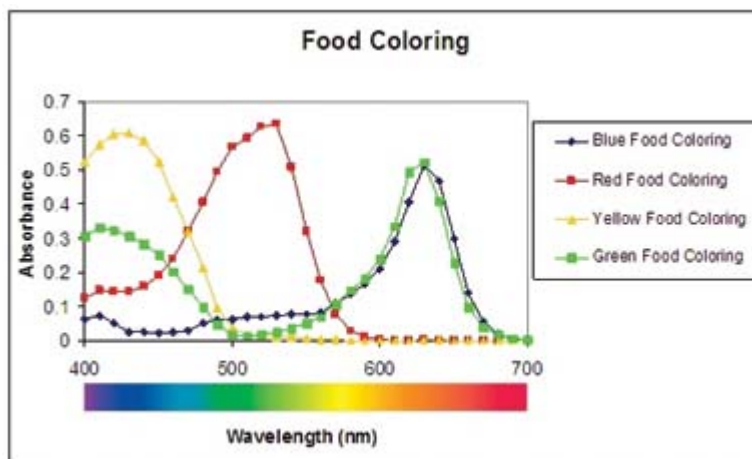 Food Coloring
Absorbance
0.7
0.6
0.5
0.4
0.3
0.2
0.1
0
400
500
600
700
Wavelength (nm)
Blue Food Coloring
Red Food Coloring
Yellow Food Coloring
Green Food Coloring